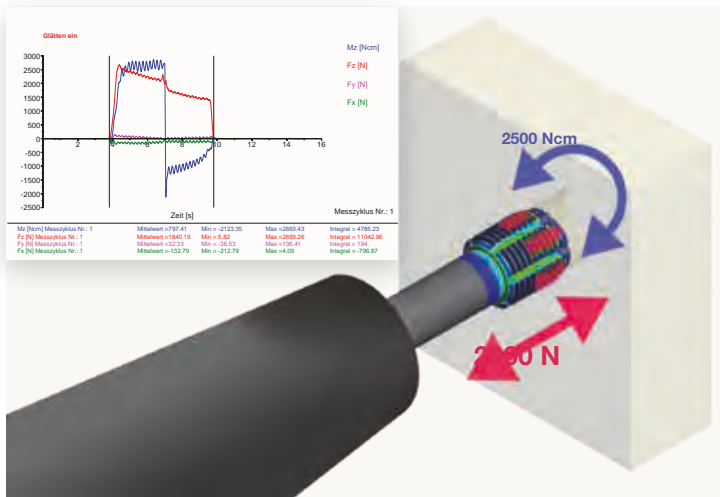 Glätten ein
Mz [Ncm]
Fz [N]
Fy [N]
Fx [N]
3000
2500
2000
1500
1000
500
0
-500
-1000
-1500
-2000
-2500
2 4 6 8 10 12 14 16
Zeit [s]
Messzyklus Nr.: 1
Mz [Ncm] Messzyklus Nr.: 1 Mittelwert =797.41 Min = -2123.35 Max =2863.43 Integral = 4785.23
Fz [N] Messzyklus Nr.: 1 Mittelwert =1840.19 Min = 5.82 Max =2669.26 Integral = 11042.96
Fy [N] Messzyklus Nr.: 1 Mittelwert =32.33 Min = -36.53 Max =136.41 Integral = 194.
Fx [N] Messzyklus Nr.: 1 Mittelwert =-132.79 Min = -212.79 Max =4.09 Integral = -796.87
2500 Ncm
N